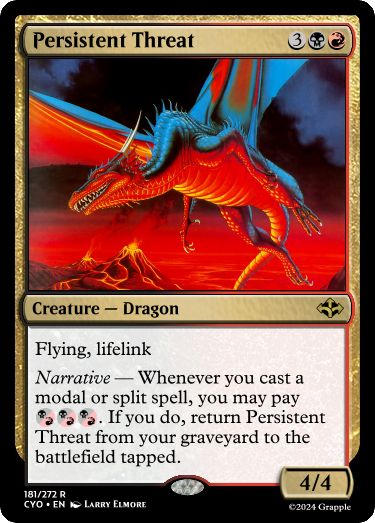 Persistent Threat 3
Creature — Dragon
Flying, lifelink
Narrative — Whenever you cast a
modal or split spell, you may pay
. If you do, return Persistent
Threat from your graveyard to the
battlefield tapped.
4/4
181/272 R
CYO • EN Larry Elmore
©2024 Grapple